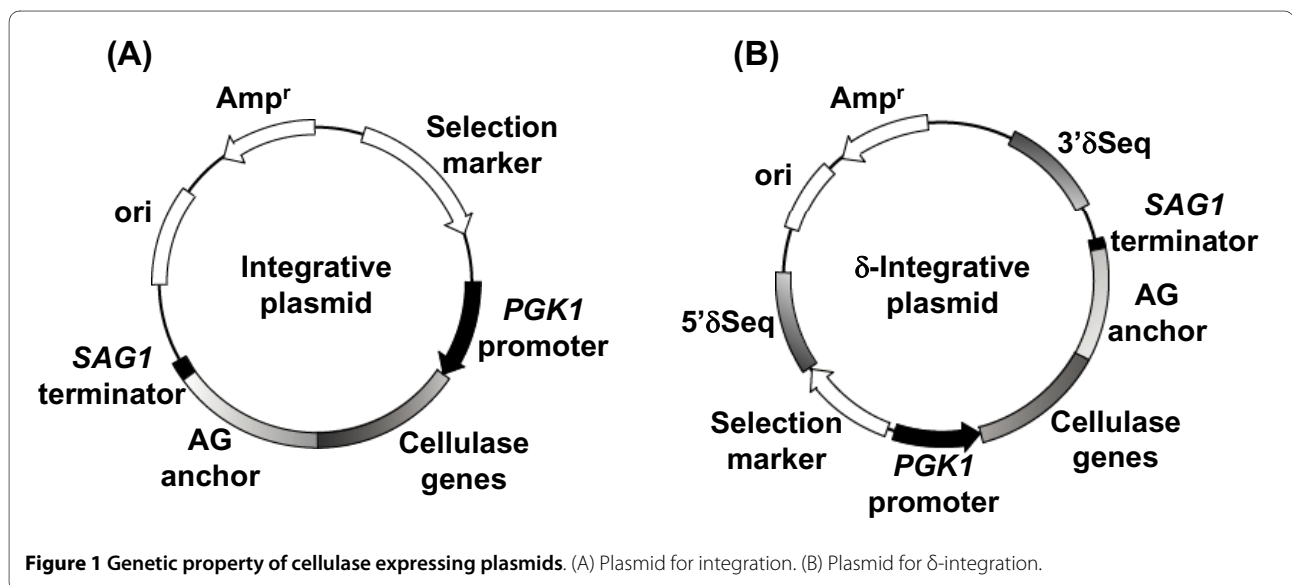 (A)
Ampʳ
Selection
marker
ori
Integrative
plasmid
PGK1
promoter
SAG1
terminator
AG
anchor
Cellulase
genes
(B)
Ampʳ
3'δSeq
ori
SAG1
terminator
δ-Integrative
plasmid
AG
anchor
5'δSeq
Selection
marker
PGK1
promoter
Cellulase
genes
Figure 1 Genetic property of cellulase expressing plasmids. (A) Plasmid for integration. (B) Plasmid for δ-integration.